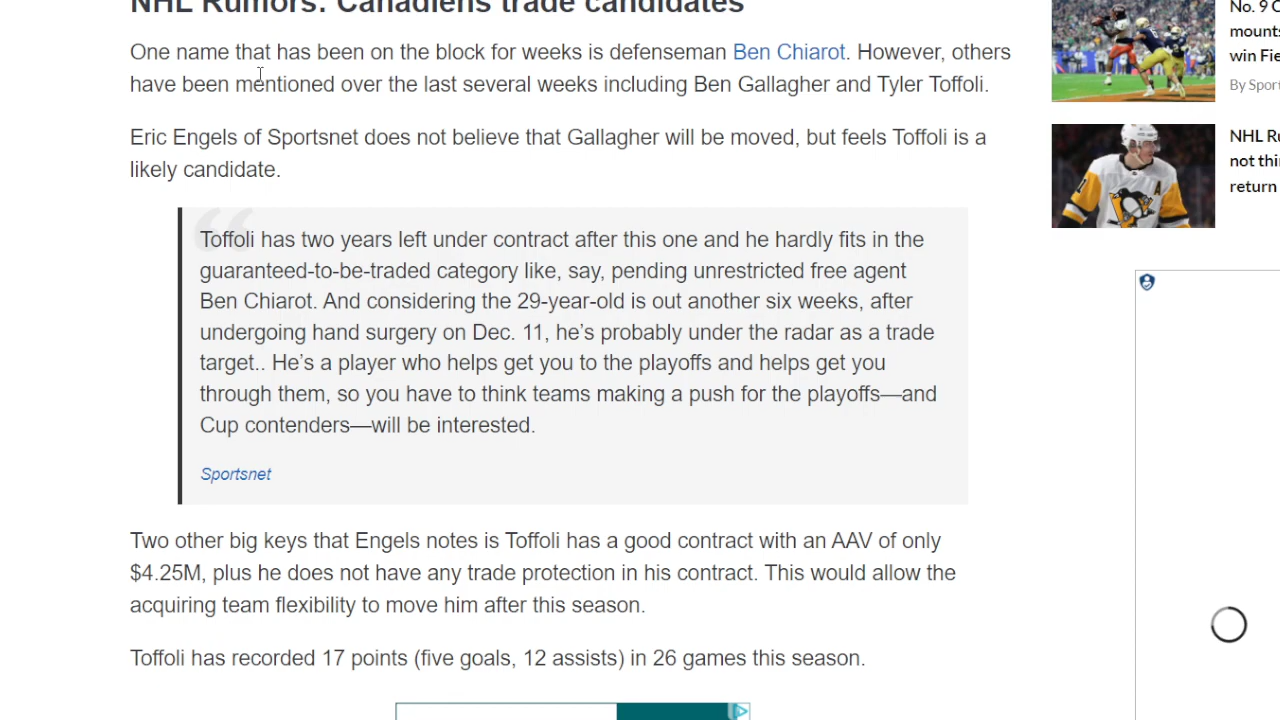 NHL Rumors: Canadiens trade candidates
One name that has been on the block for weeks is defenseman Ben Chiarot. However, others
have been mentioned over the last several weeks including Ben Gallagher and Tyler Toffoli.
Eric Engels of Sportsnet does not believe that Gallagher will be moved, but feels Toffoli is a
likely candidate.
Toffoli has two years left under contract after this one and he hardly fits in the
guaranteed-to-be-traded category like, say, pending unrestricted free agent
Ben Chiarot. And considering the 29-year-old is out another six weeks, after
undergoing hand surgery on Dec. 11, he’s probably under the radar as a trade
target.. He’s a player who helps get you to the playoffs and helps get you
through them, so you have to think teams making a push for the playoffs—and
Cup contenders—will be interested.
Sportsnet
Two other big keys that Engels notes is Toffoli has a good contract with an AAV of only
$4.25M, plus he does not have any trade protection in his contract. This would allow the
acquiring team flexibility to move him after this season.
Toffoli has recorded 17 points (five goals, 12 assists) in 26 games this season.
No. 9
mounts
win Fie
By Sport
NHL R
not thi
return